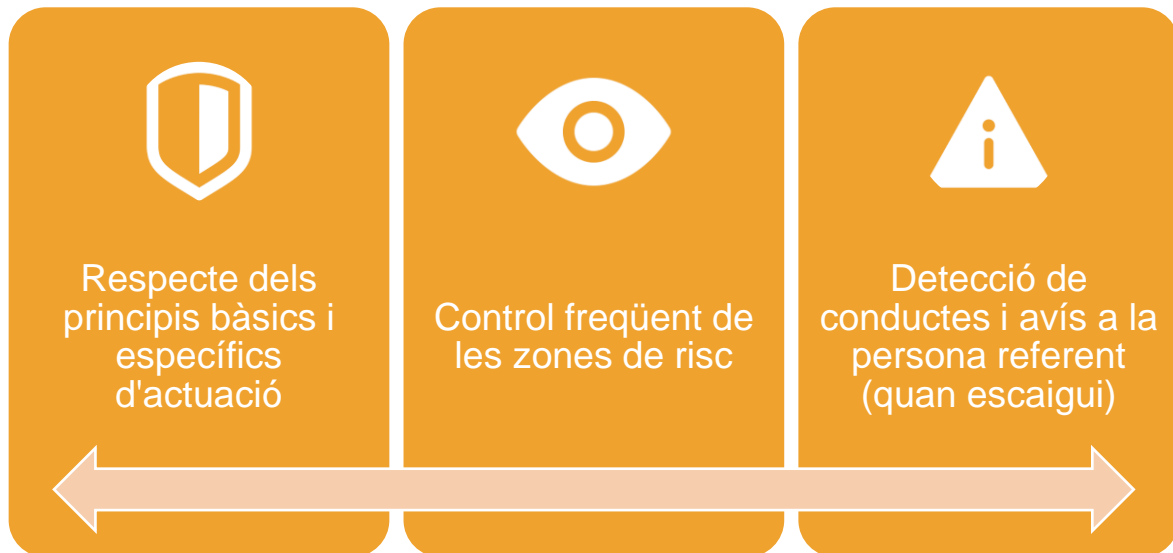 Respecte dels
principis bàsics i
específics
d'actuació
Control freqüent de
les zones de risc
Detecció de
conductes i avís a la
persona referent
(quan escaigui)